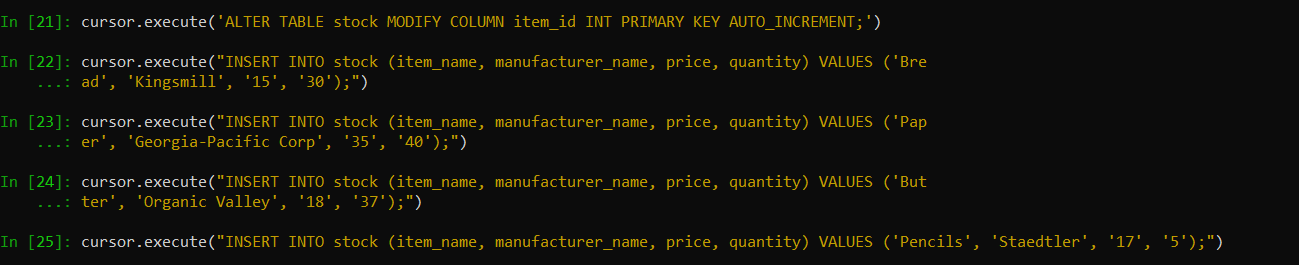 In [21]: cursor.execute('ALTER TABLE stock MODIFY COLUMN item_id INT PRIMARY KEY AUTO_INCREMENT;')
In [22]: cursor.execute("INSERT INTO stock (item_name, manufacturer_name, price, quantity) VALUES ('Bre
...: ad', 'Kingsmill', '15', '30');")
In [23]: cursor.execute("INSERT INTO stock (item_name, manufacturer_name, price, quantity) VALUES ('Pap
...: er', 'Georgia-Pacific Corp', '35', '40');")
In [24]: cursor.execute("INSERT INTO stock (item_name, manufacturer_name, price, quantity) VALUES ('But
...: ter', 'Organic Valley', '18', '37');")
In [25]: cursor.execute("INSERT INTO stock (item_name, manufacturer_name, price, quantity) VALUES ('Pencils', 'Staedtler', '17', '5');")